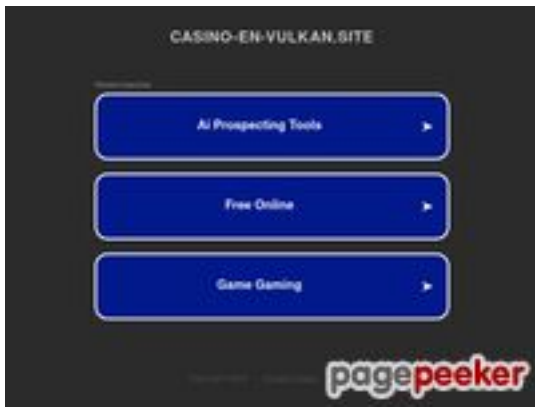 CASINO-EN-VULKAN.SITE
Ai Prospecting Tools
Free Online
Game Gaming
pagepeeker